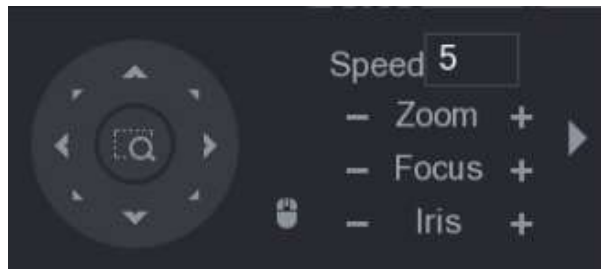 Speed 5
− Zoom +
− Focus +
− Iris +